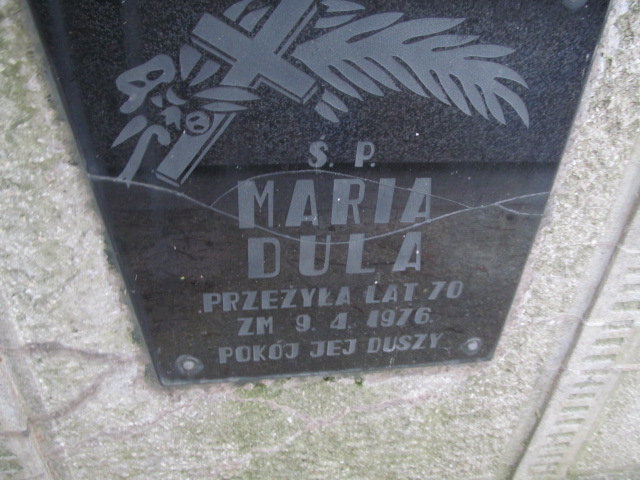 Ś. P.
MARIA
DULA
PRZEŻYŁA LAT 70
ZM 9. 4. 1976
POKÓJ JEJ DUSZY